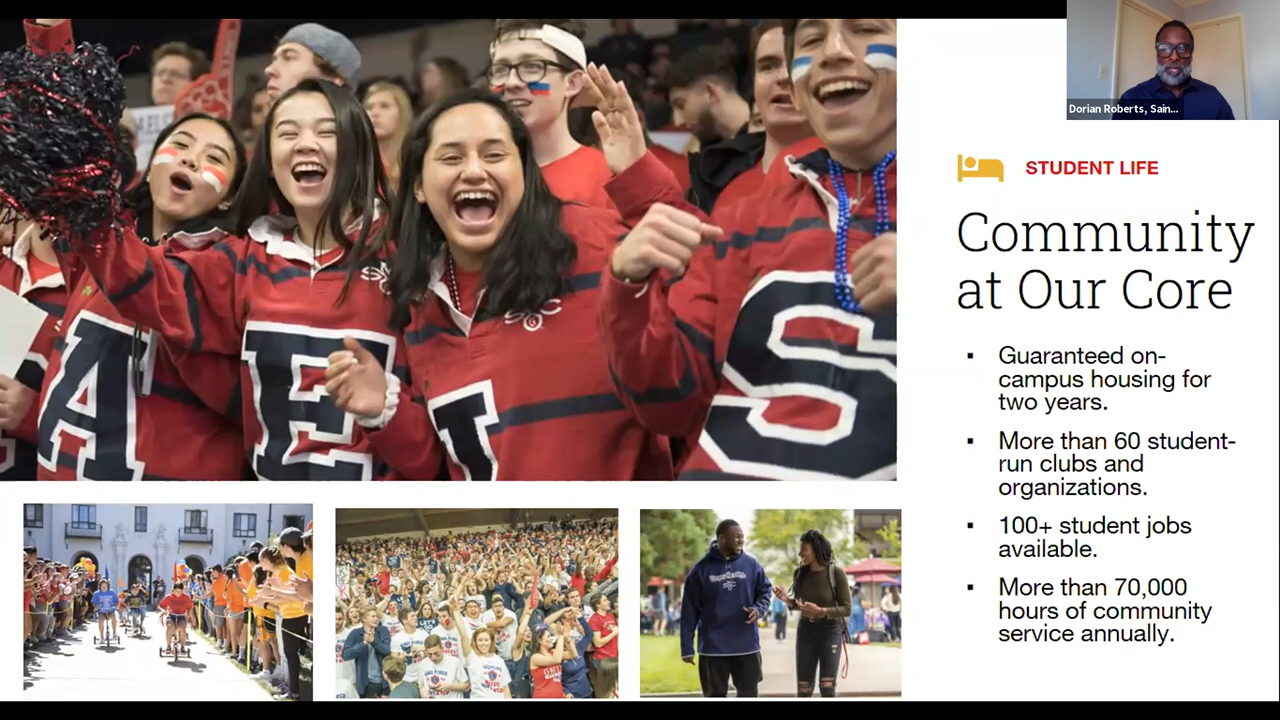 Dorian Roberts, Sain...
STUDENT LIFE
Community
at Our Core
▪ Guaranteed on-
campus housing for
two years.
▪ More than 60 student-
run clubs and
organizations.
▪ 100+ student jobs
available.
▪ More than 70,000
hours of community
service annually.
A E L S
SMC